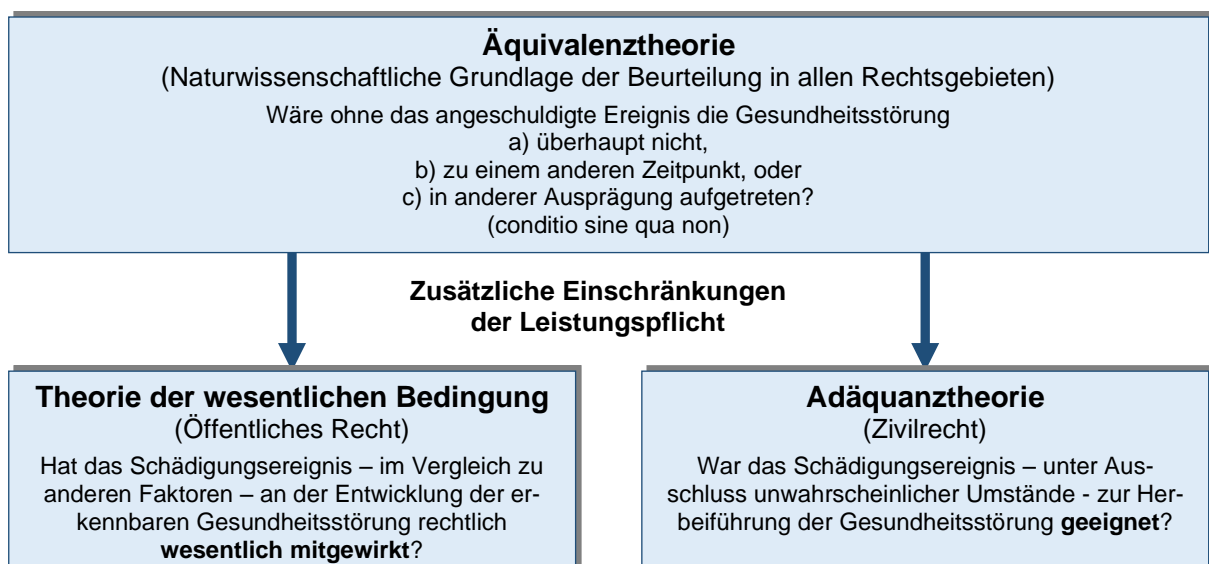 Äquivalenztheorie
(Naturwissenschaftliche Grundlage der Beurteilung in allen Rechtsgebieten)
Wäre ohne das angeschuldigte Ereignis die Gesundheitsstörung
a) überhaupt nicht,
b) zu einem anderen Zeitpunkt, oder
c) in anderer Ausprägung aufgetreten?
(conditio sine qua non)
Zusätzliche Einschränkungen
der Leistungspflicht
Theorie der wesentlichen Bedingung
(Öffentliches Recht)
Hat das Schädigungsereignis – im Vergleich zu
anderen Faktoren – an der Entwicklung der er-
kennbaren Gesundheitsstörung rechtlich
wesentlich mitgewirkt?
Adäquanztheorie
(Zivilrecht)
War das Schädigungsereignis – unter Aus-
schluss unwahrscheinlicher Umstände - zur Her-
beiführung der Gesundheitsstörung geeignet?